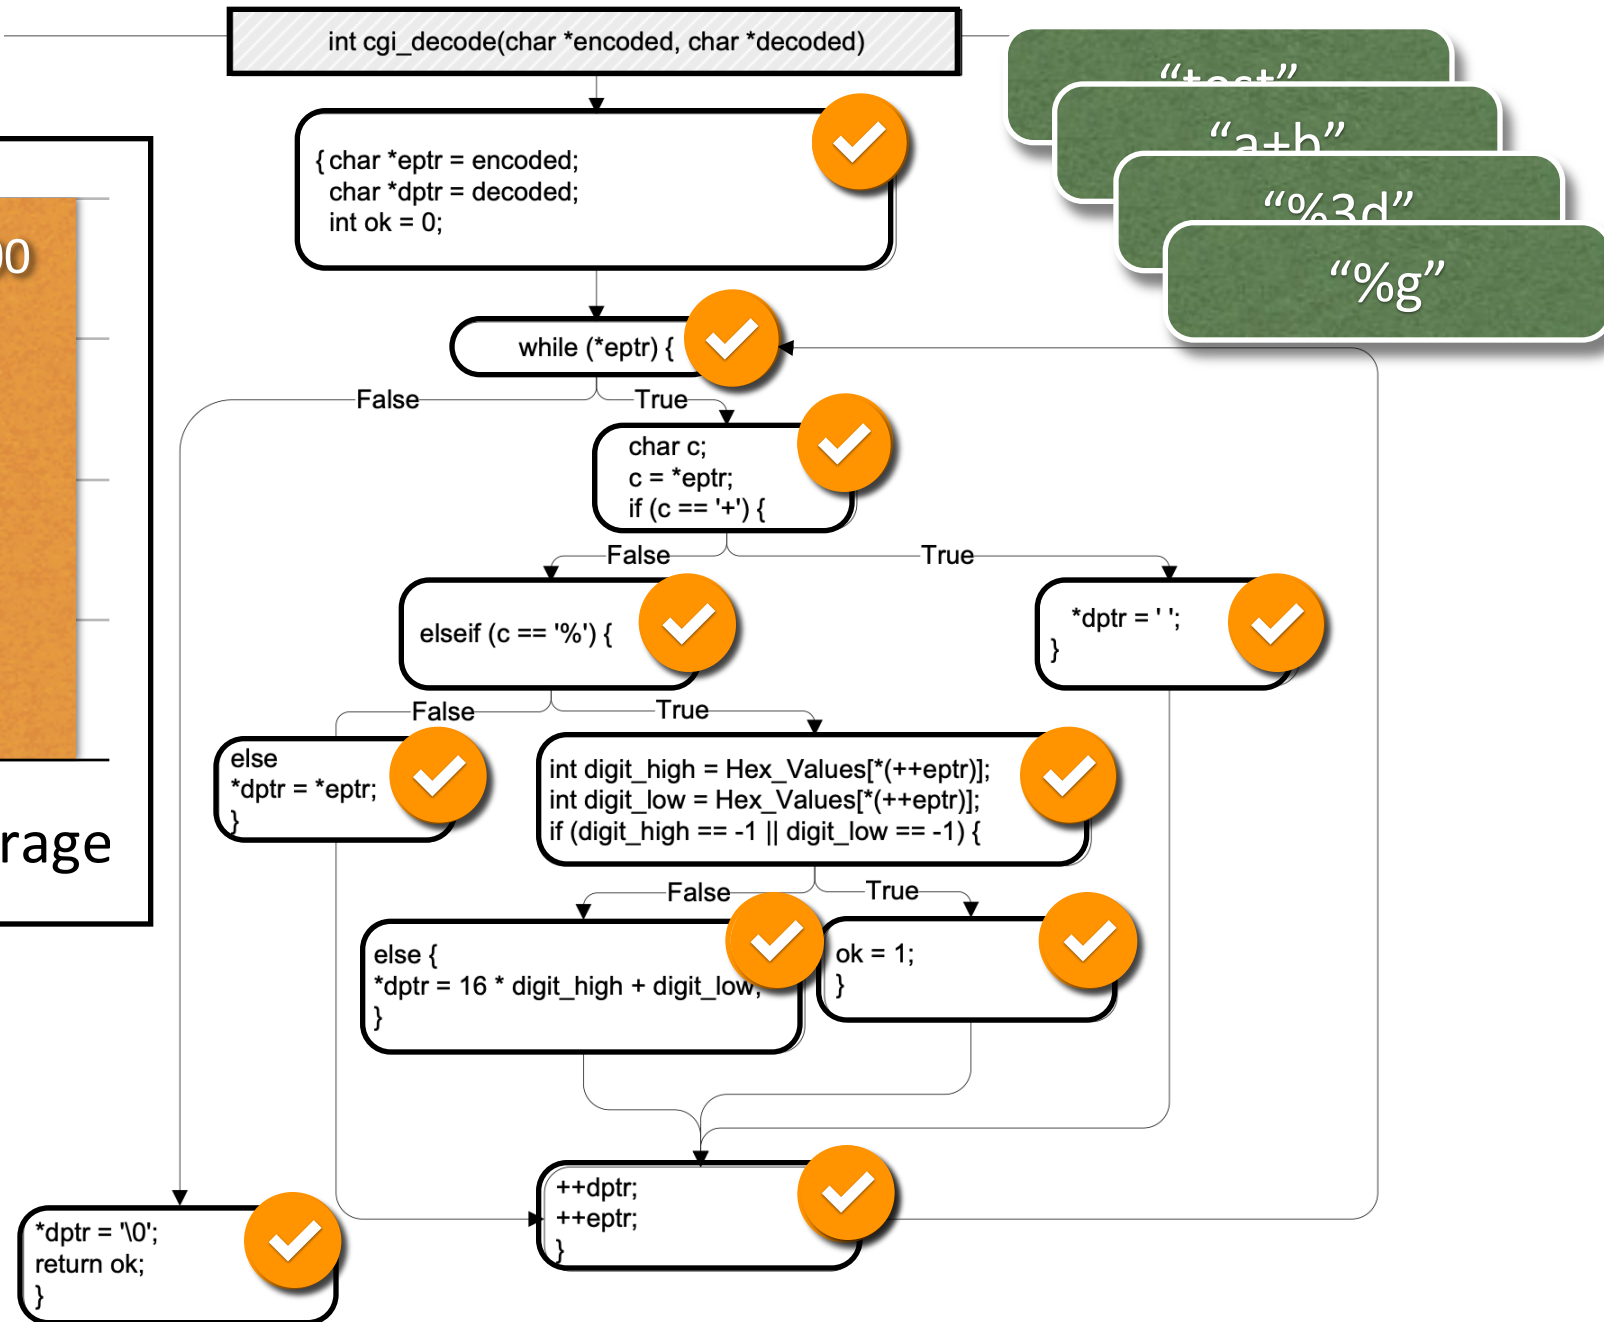 int cgi_decode(char *encoded, char *decoded)
“test”
“a+b”
“%3d”
“%g”
{ char *eptr = encoded;
char *dptr = decoded;
int ok = 0;
00
while (*eptr) {
False
True
char c;
c = *eptr;
if (c == '+') {
False
True
elseif (c == '%') {
*dptr = ' ';
}
False
True
else
*dptr = *eptr;
}
int digit_high = Hex_Values[*(++eptr)];
int digit_low = Hex_Values[*(++eptr)];
if (digit_high == -1 || digit_low == -1) {
rage
False
True
else {
*dptr = 16 * digit_high + digit_low;
}
ok = 1;
}
++dptr;
++eptr;
}
*dptr = '\0';
return ok;
}